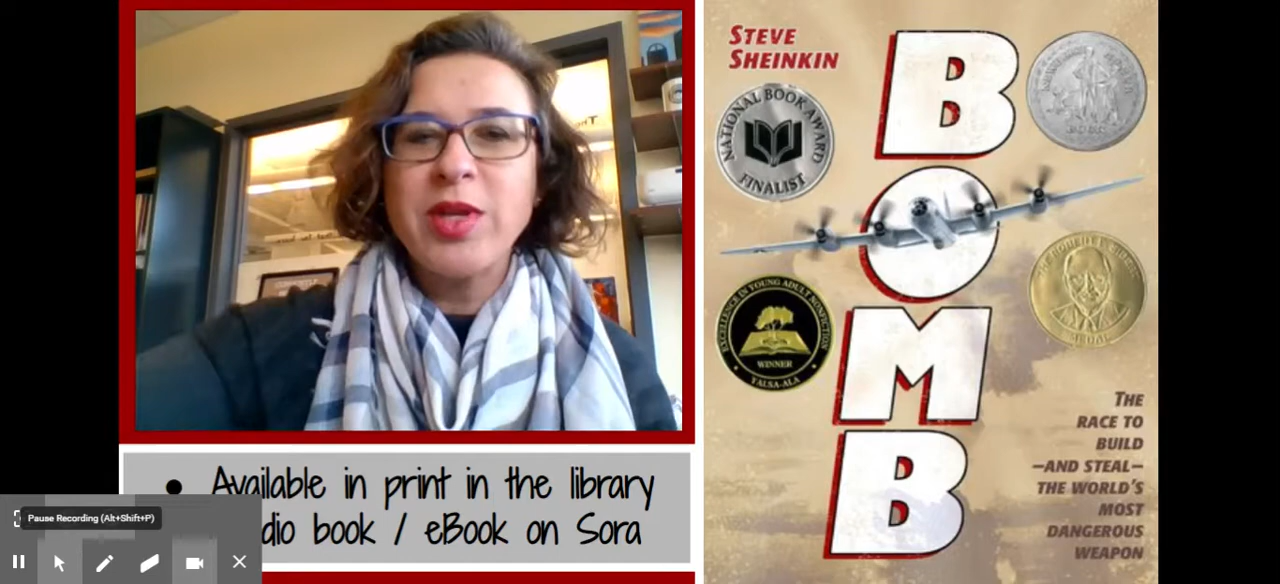 STEVE
SHEINKIN
B
NATIONAL BOOK AWARD
FINALIST
O
EXCELLENCE IN YOUNG ADULT NONFICTION
WINNER
YALSA-ALA
MEDAL
M
B
THE
RACE TO
BUILD
—AND STEAL—
THE WORLD'S
MOST
DANGEROUS
WEAPON
● Available in print in the library
dio book / eBook on Sora
Pause Recording (Alt+Shift+P)